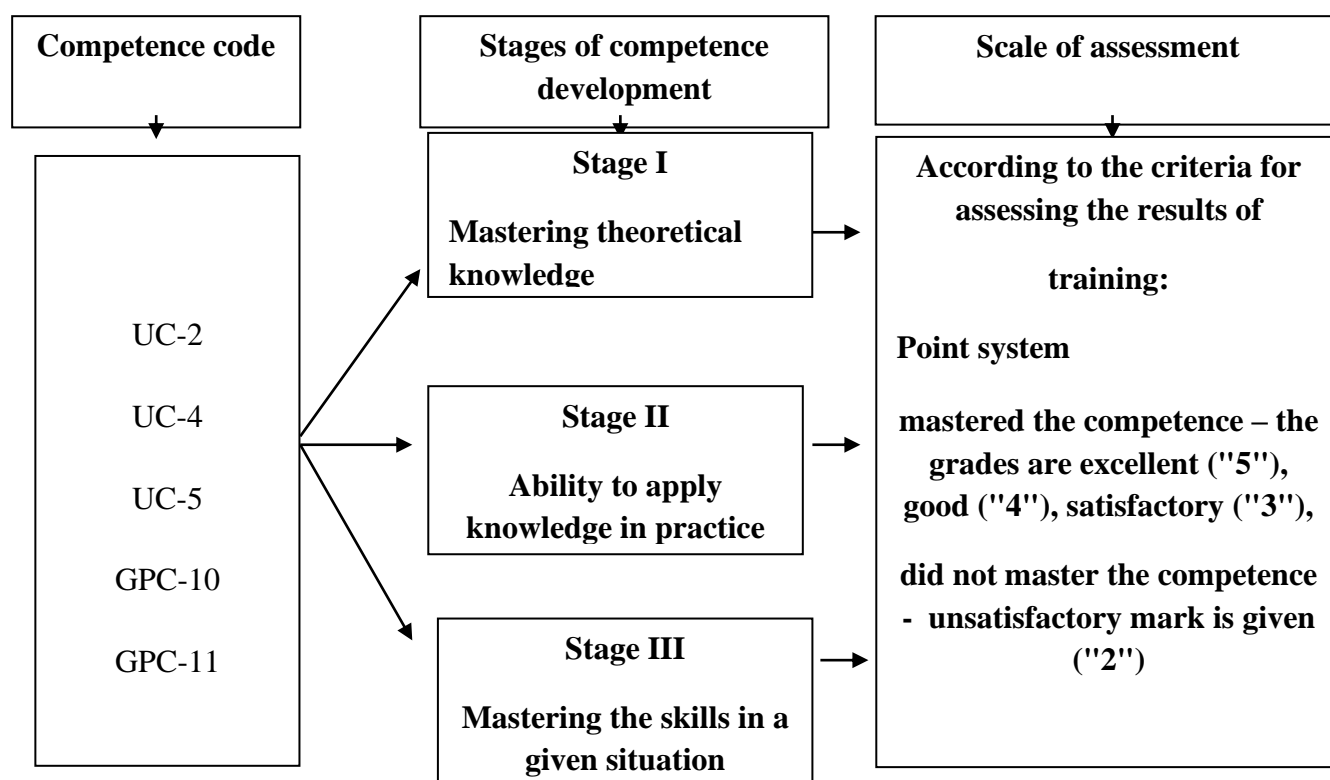 Competence code
Stages of competence
development
Scale of assessment
UC-2
UC-4
UC-5
GPC-10
GPC-11
Stage I
Mastering theoretical
knowledge
Stage II
Ability to apply
knowledge in practice
Stage III
Mastering the skills in a
given situation
According to the criteria for
assessing the results of
training:
Point system
mastered the competence – the
grades are excellent ("5"),
good ("4"), satisfactory ("3"),
did not master the competence
- unsatisfactory mark is given
("2")